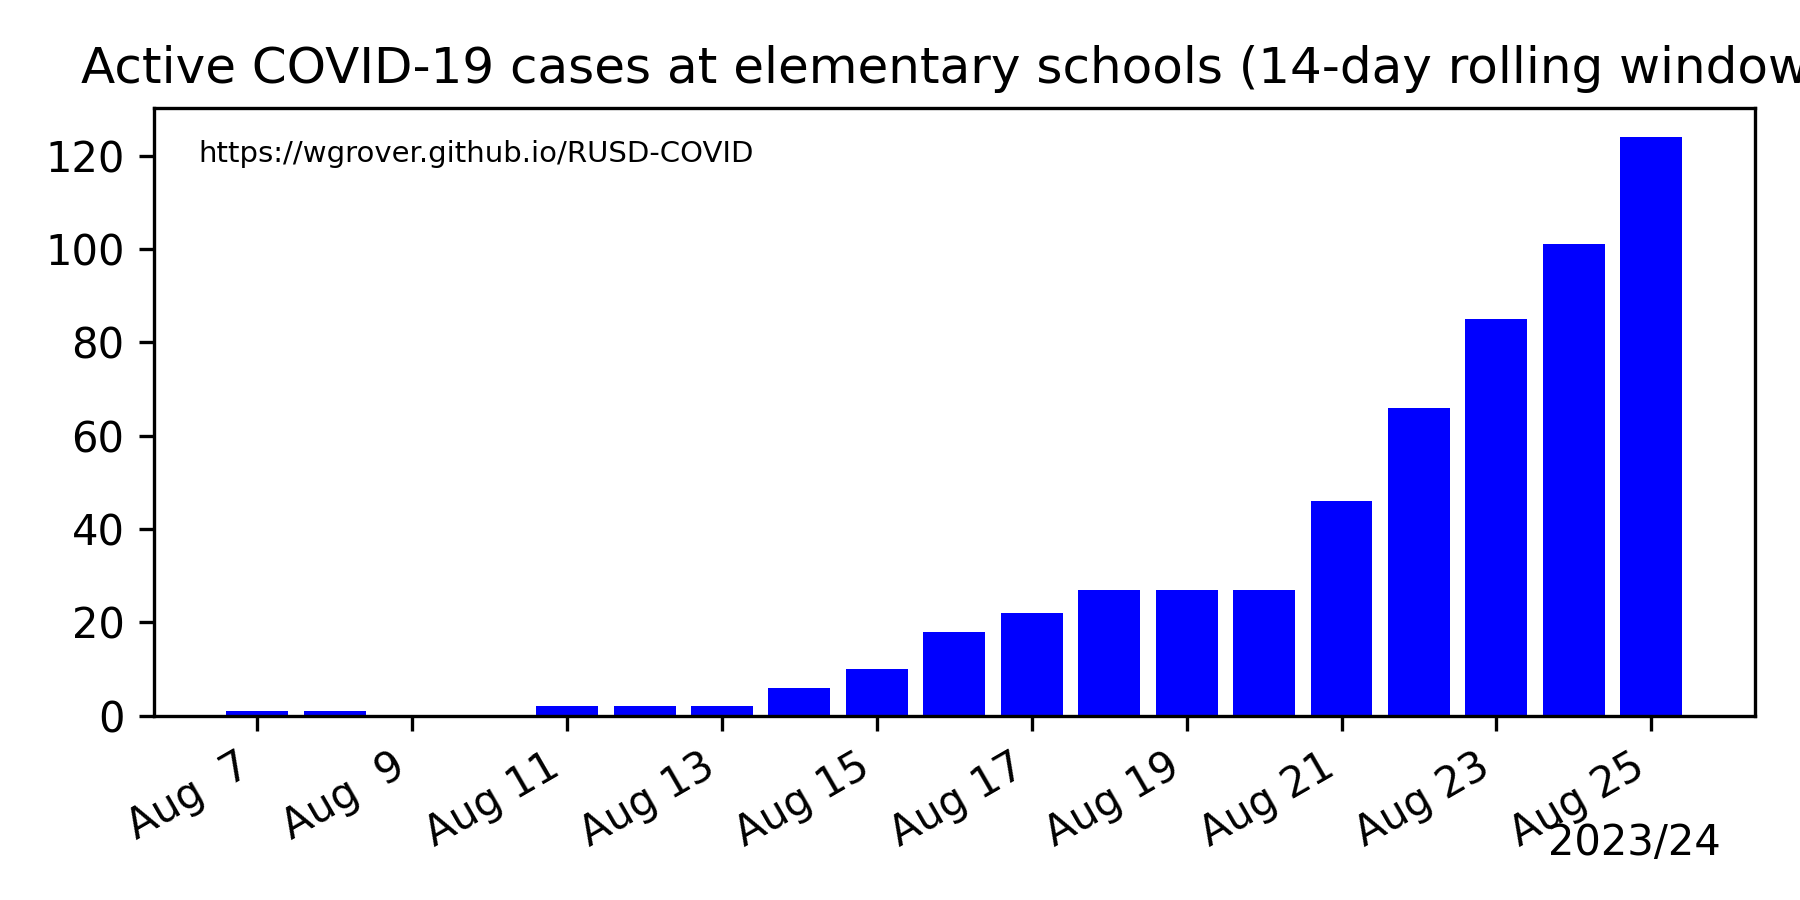 Active COVID-19 cases at elementary schools (14-day rolling window
https://wgrover.github.io/RUSD-COVID
120
100
80
60
40
20
0
Aug 7
Aug 9
Aug 11
Aug 13
Aug 15
Aug 17
Aug 19
Aug 21
Aug 23
Aug 25
2023/24